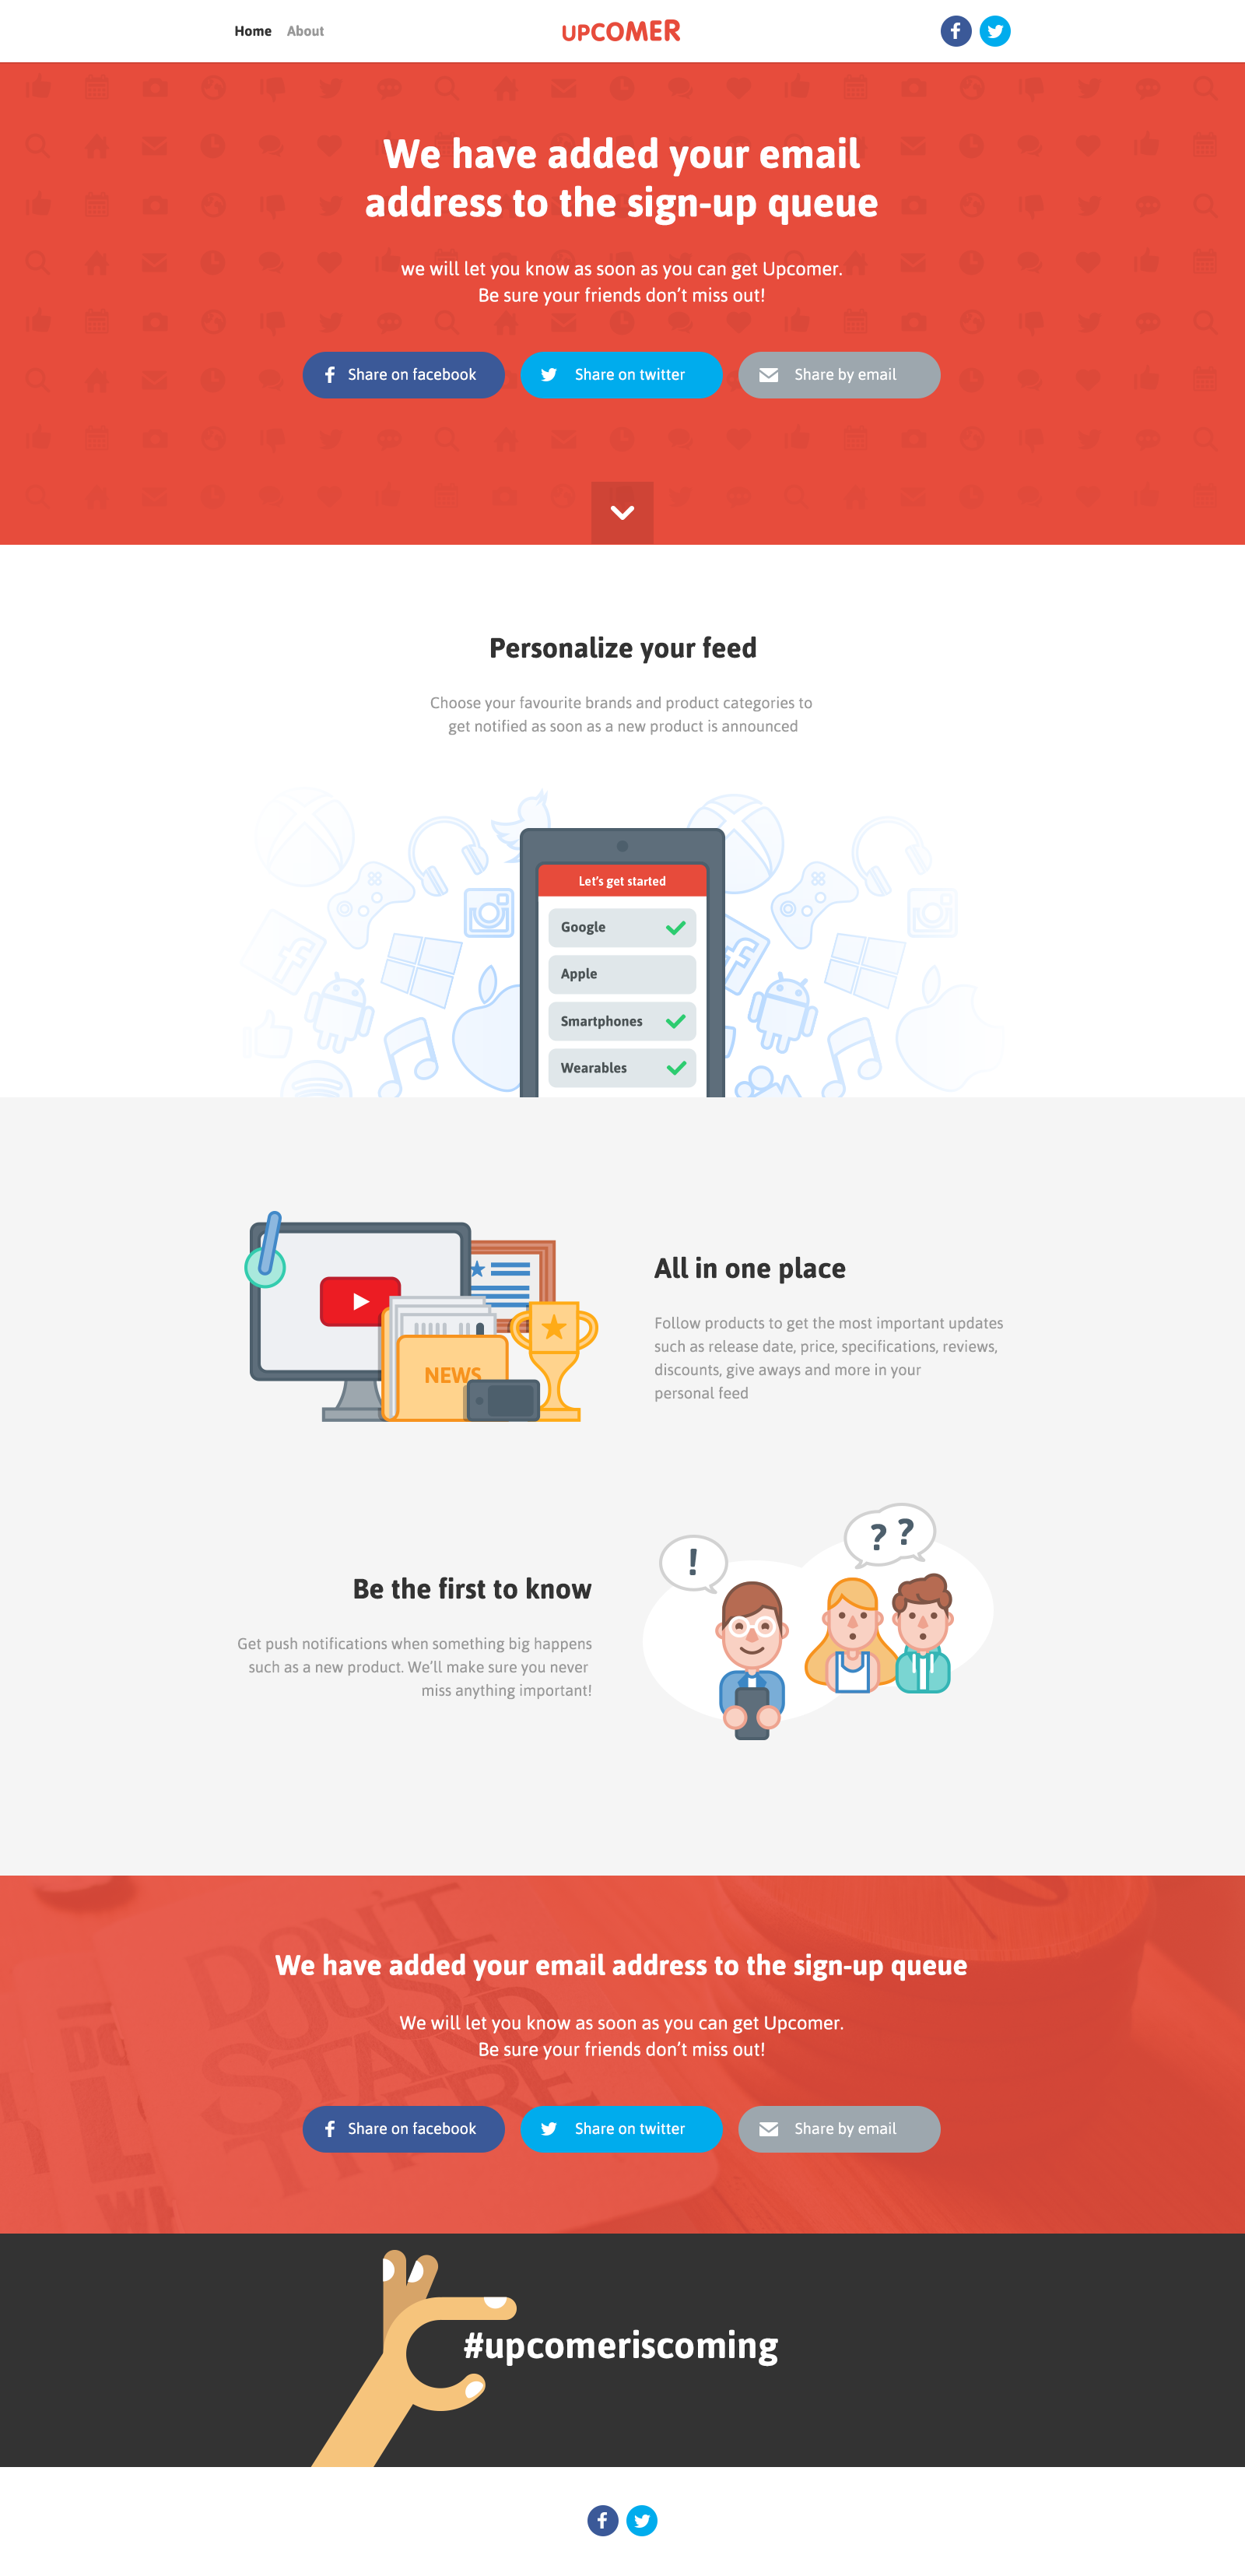 Home About
UPCOMER
We have added your email
address to the sign-up queue
we will let you know as soon as you can get Upcomer.
Be sure your friends don’t miss out!
Share on facebook
Share on twitter
Share by email
Personalize your feed
Choose your favourite brands and product categories to
get notified as soon as a new product is announced
Let’s get started
Google
Apple
Smartphones
Wearables
NEWS
All in one place
Follow products to get the most important updates
such as release date, price, specifications, reviews,
discounts, give aways and more in your
personal feed
!
? ?
Be the first to know
Get push notifications when something big happens
such as a new product. We’ll make sure you never
miss anything important!
DON'T
JUST
STAND
THERE
We have added your email address to the sign-up queue
We will let you know as soon as you can get Upcomer.
Be sure your friends don’t miss out!
Share on facebook
Share on twitter
Share by email
#upcomeriscoming